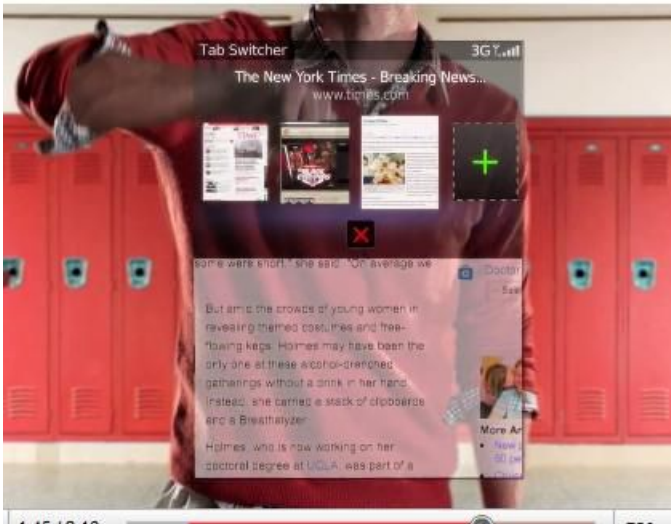 Tab Switcher 3G
The New York Times - Breaking News...
www.times.com
some were short," she said. "On average we
But amid the crowds of young women in
revealing themed costumes and free-
flowing kegs, Holmes may have been the
only one at these alcohol-drenched
gatherings without a drink in her hand.
Instead, she carried a stack of clipboards
and a Breathalyzer.
Holmes, who is now working on her
doctoral degree at UCLA, was part of a
Doctor
More Ar